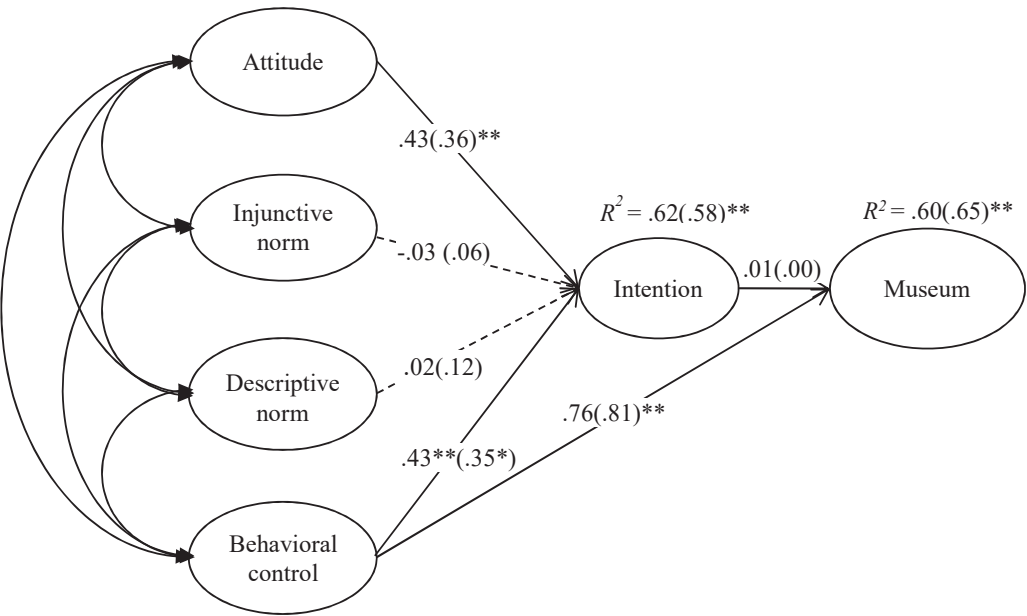 Attitude
.43(.36)**
Injunctive
norm
-.03 (.06)
R² = .62(.58)**
R² = .60(.65)**
Intention
.01(.00)
Museum
Descriptive
norm
.02(.12)
.76(.81)**
.43**(.35*)
Behavioral
control